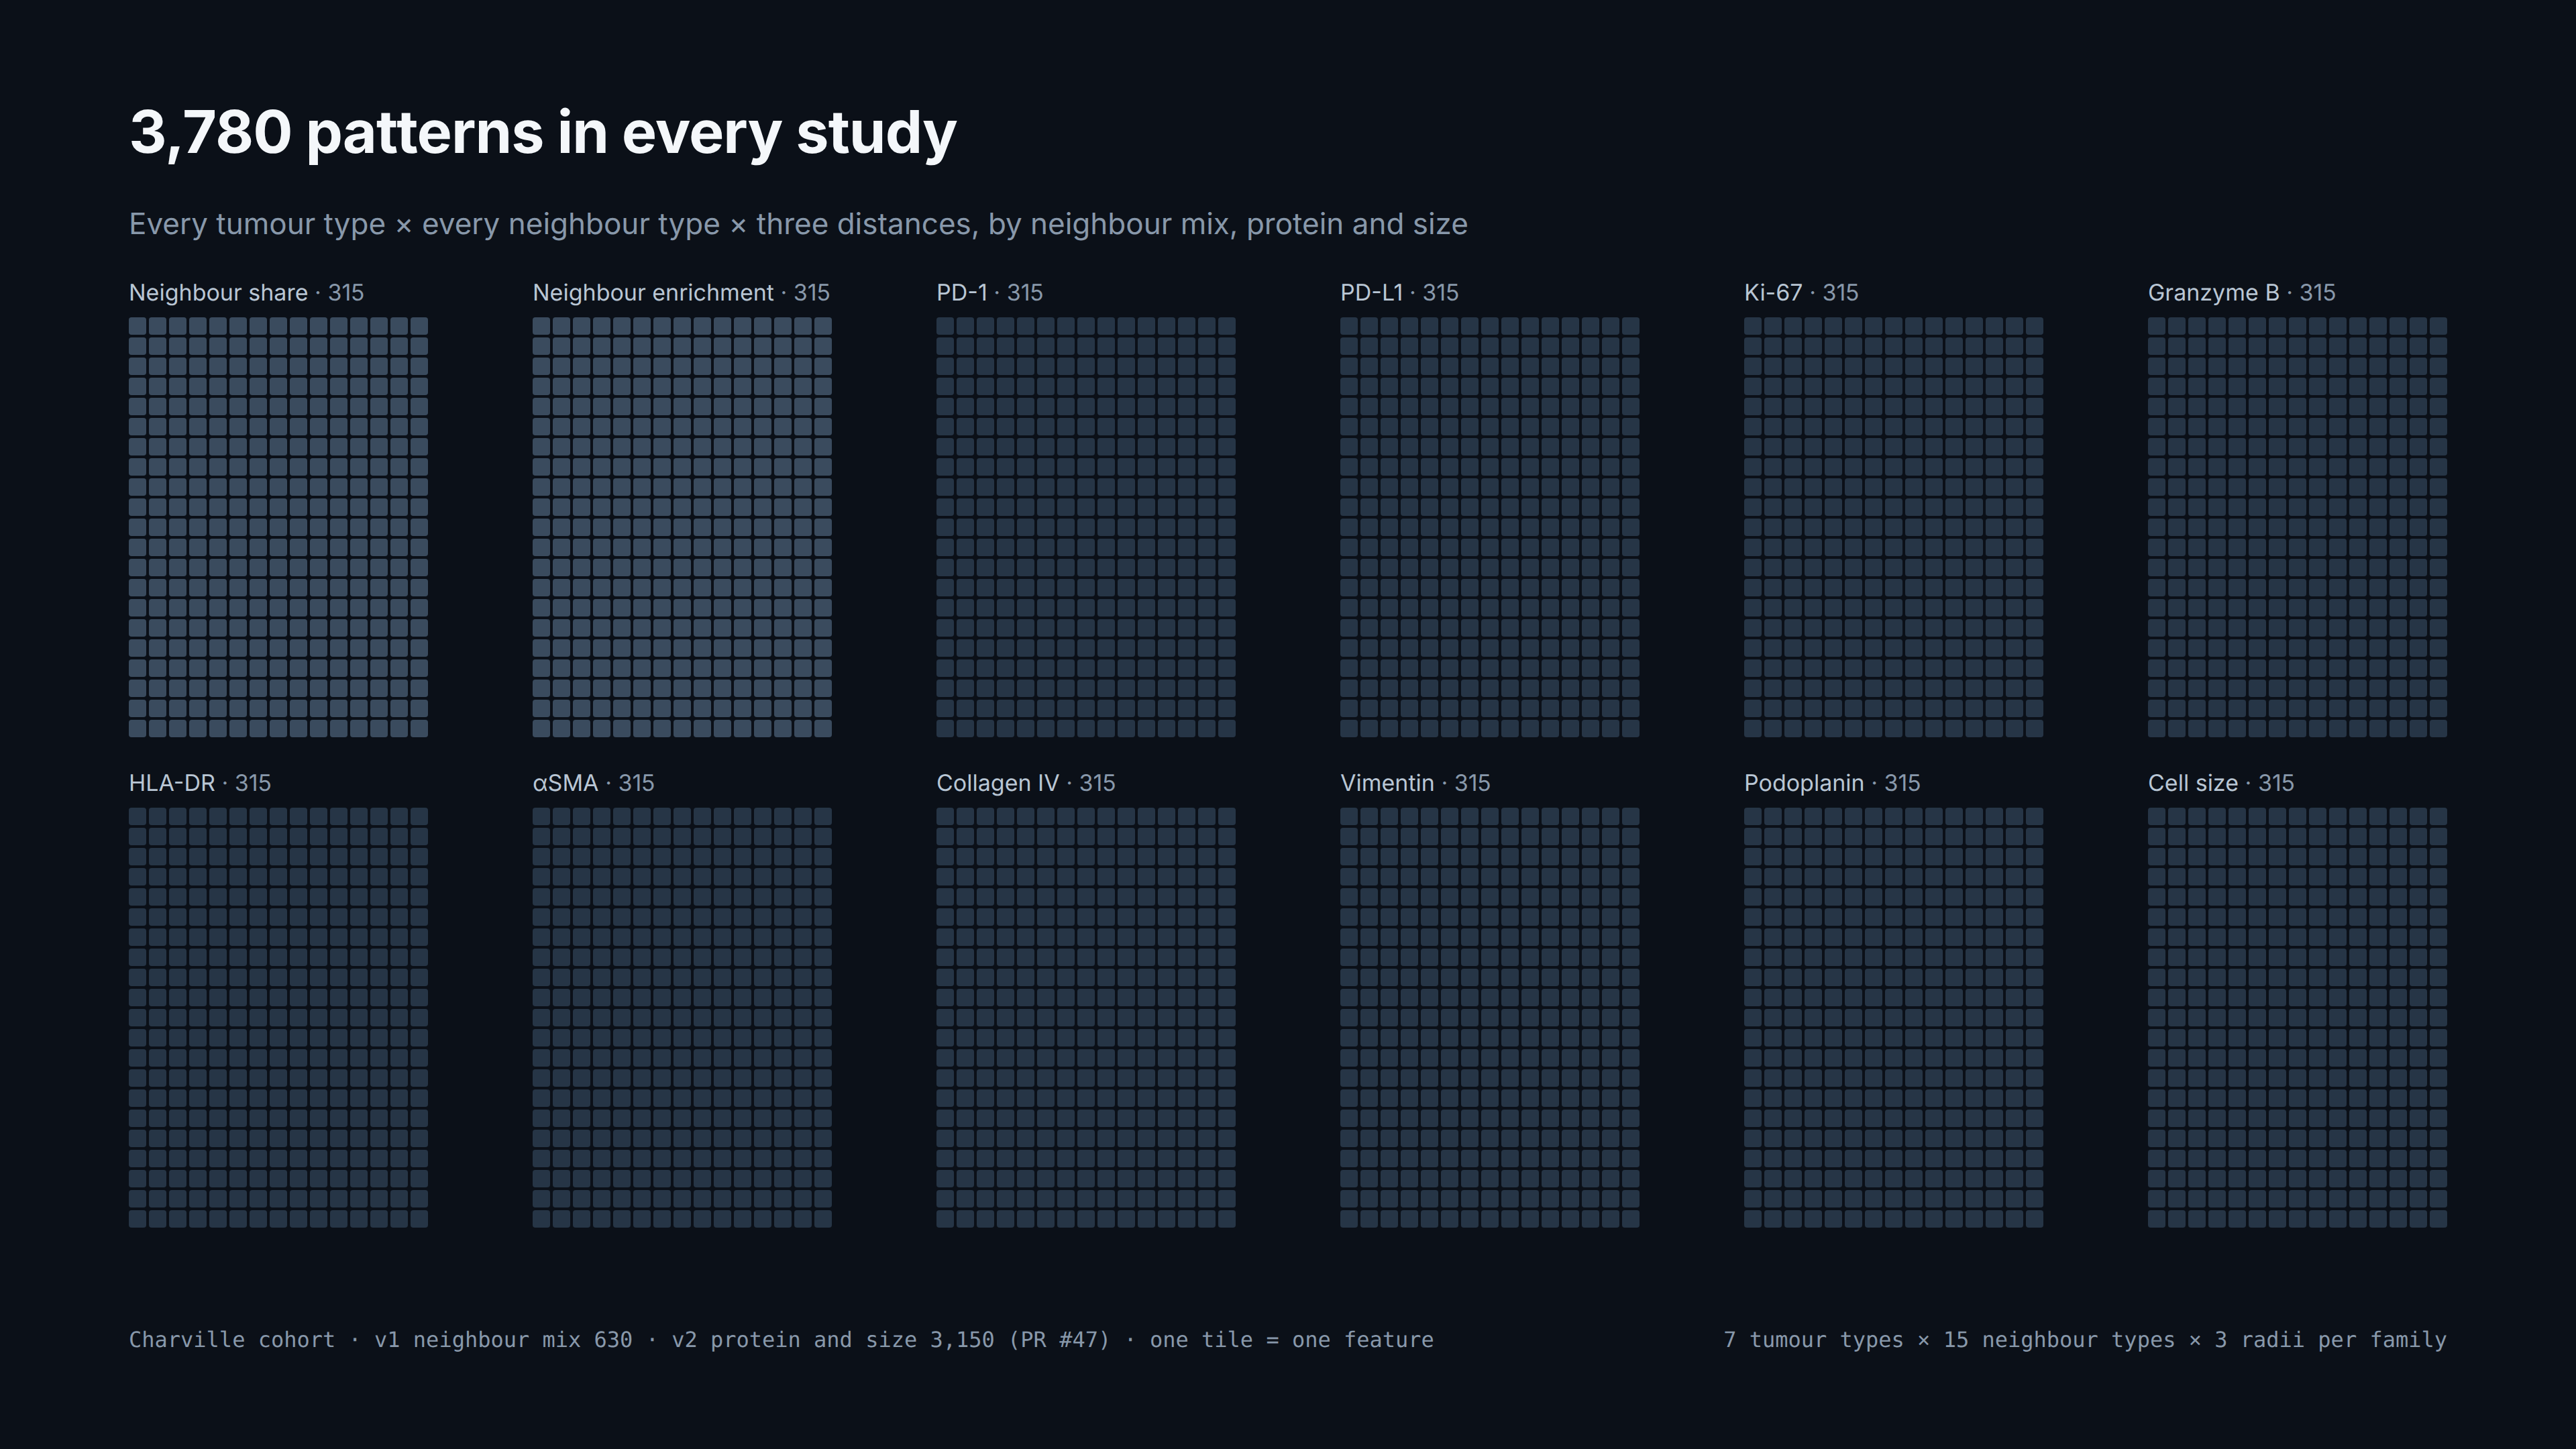 3,780 patterns in every study
Every tumour type × every neighbour type × three distances, by neighbour mix, protein and size
Neighbour share · 315
Neighbour enrichment · 315
PD-1 · 315
PD-L1 · 315
Ki-67 · 315
Granzyme B · 315
HLA-DR · 315
αSMA · 315
Collagen IV · 315
Vimentin · 315
Podoplanin · 315
Cell size · 315
Charville cohort · v1 neighbour mix 630 · v2 protein and size 3,150 (PR #47) · one tile = one feature
7 tumour types × 15 neighbour types × 3 radii per family